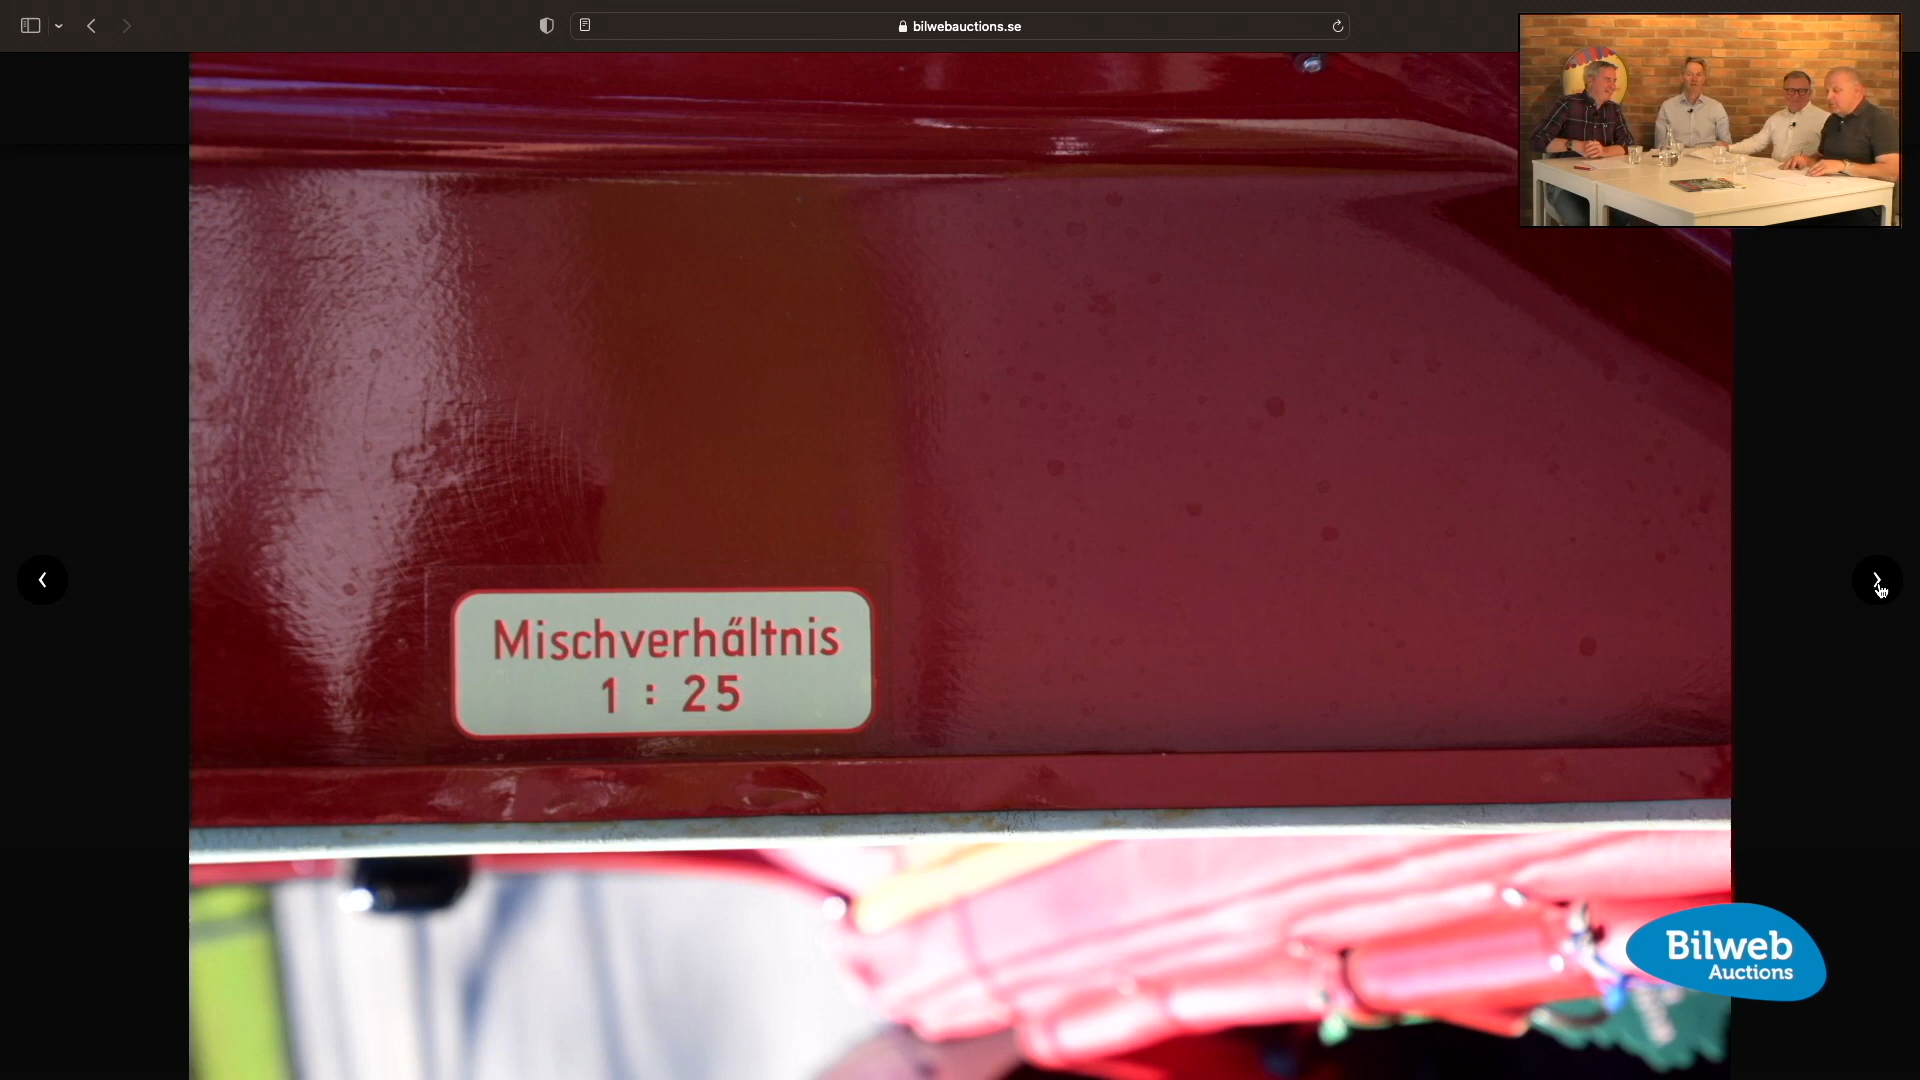 bilwebauctions.se
Mischverhältnis
1 : 25
Bilweb
Auctions